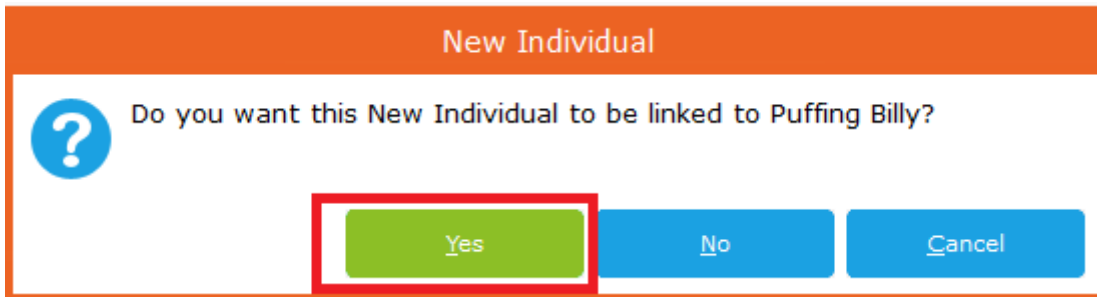 New Individual
Do you want this New Individual to be linked to Puffing Billy?
Yes No Cancel